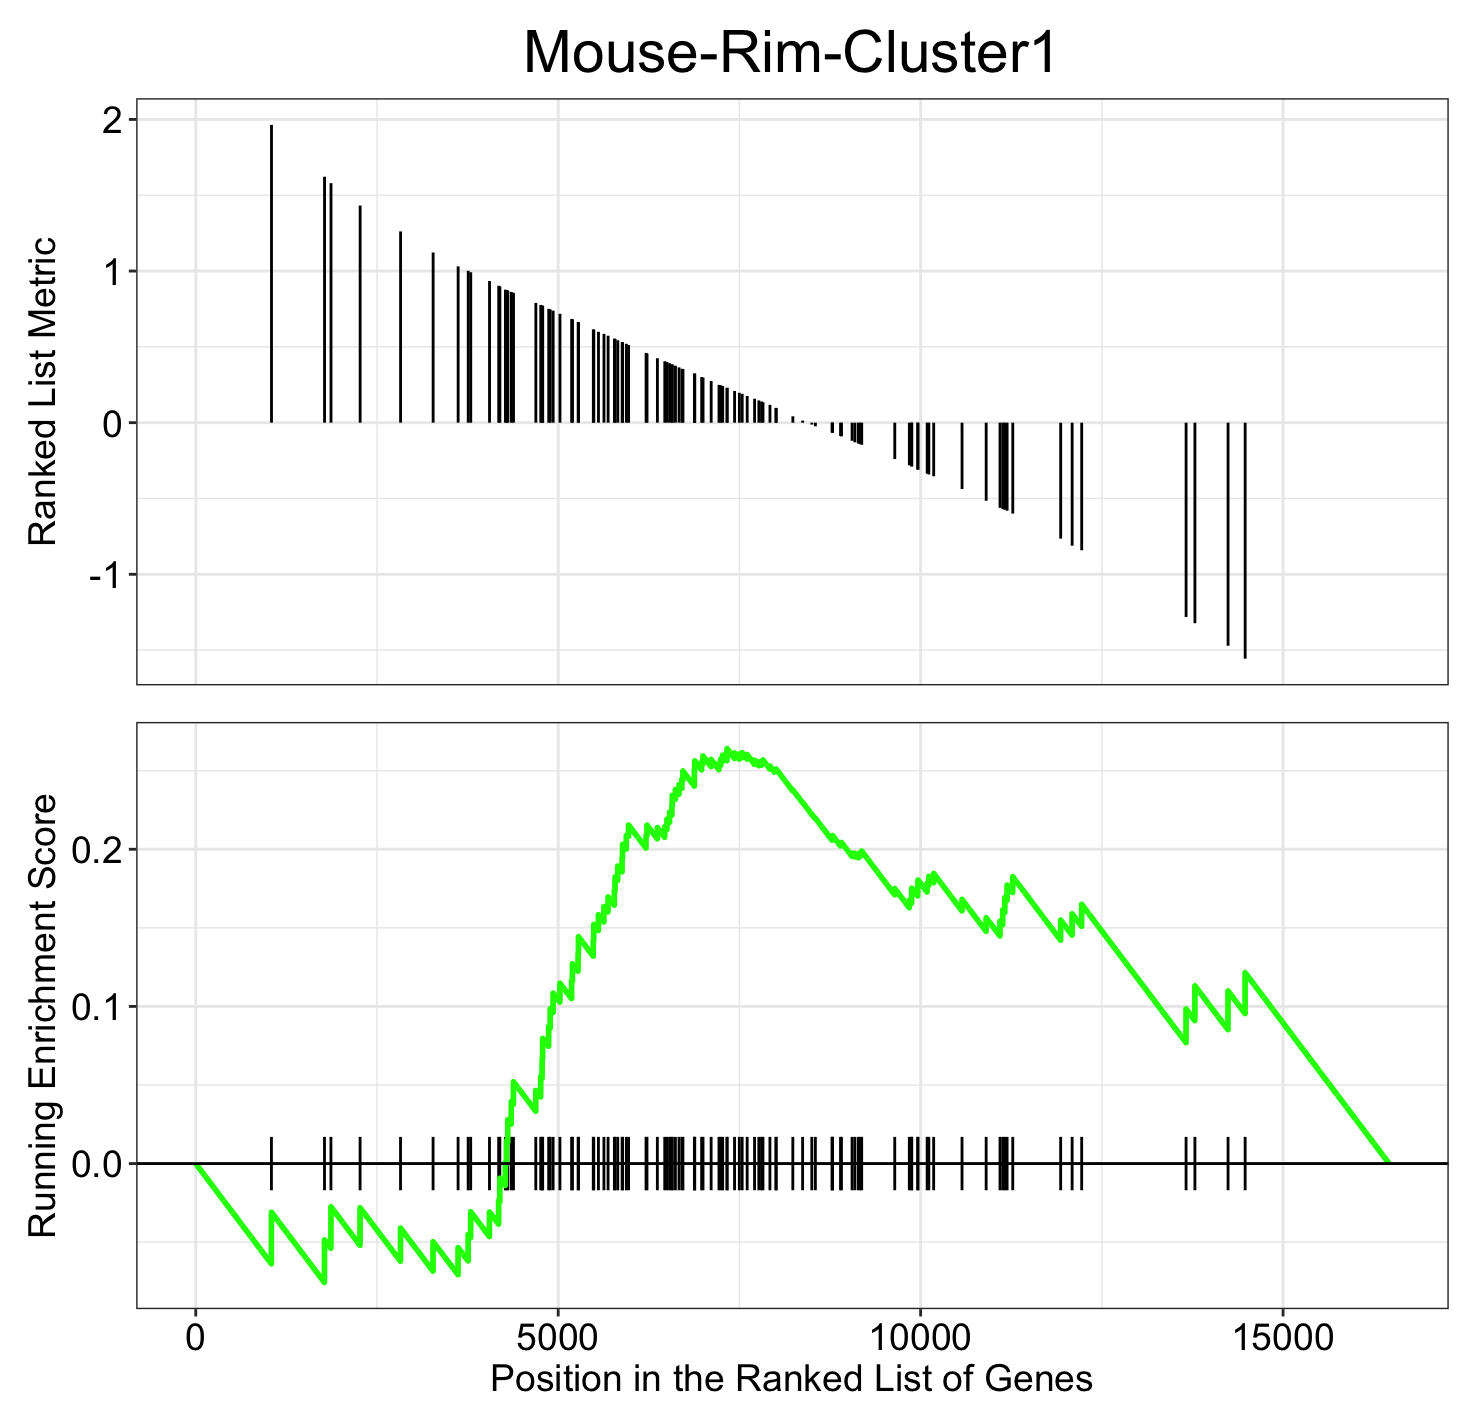 Mouse-Rim-Cluster1
Ranked List Metric
2
1
0
-1
Running Enrichment Score
0.2
0.1
0.0
0 5000 10000 15000
Position in the Ranked List of Genes